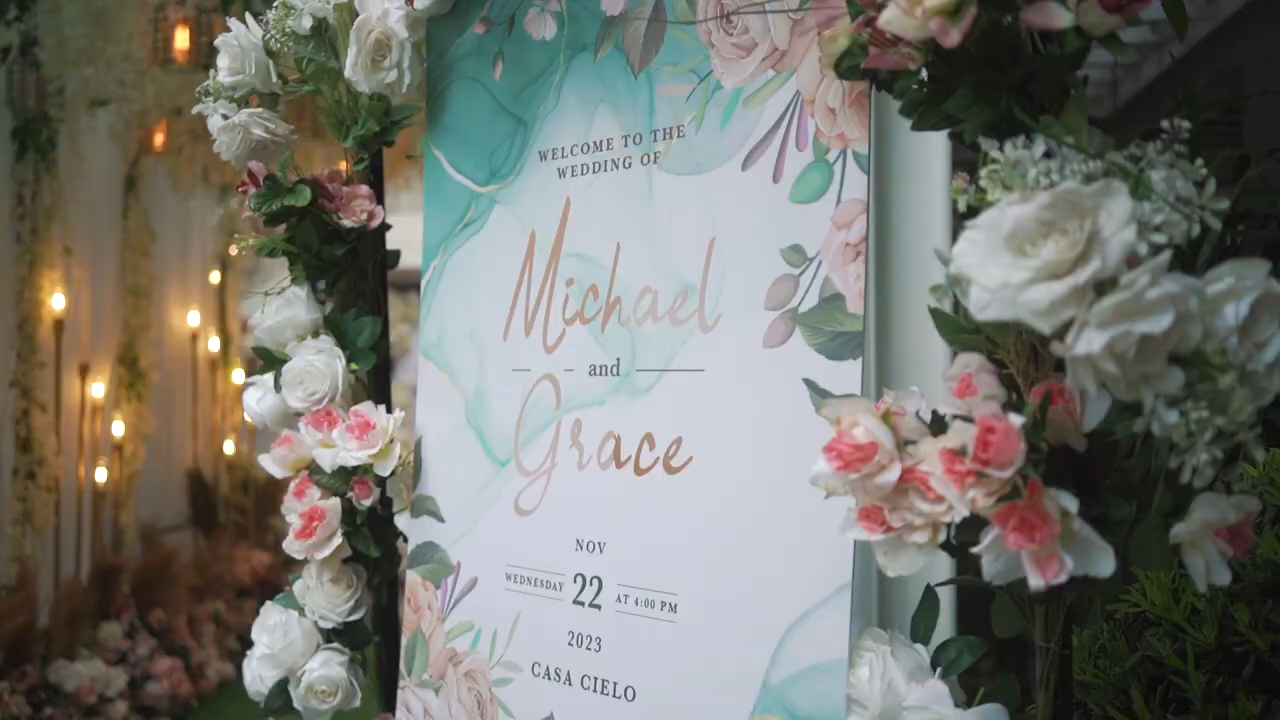 WELCOME TO THE
WEDDING OF
Michael
and
Grace
NOV
WEDNESDAY 22 AT 4:00 PM
2023
CASA CIELO